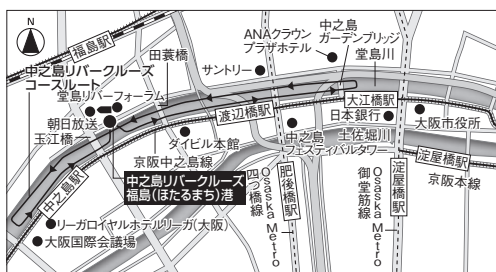 N
福島駅
中之島リバークルーズ
コースルート
堂島リバーフォーラム
朝日放送
玉江橋
田蓑橋
サントリー
ANAクラウン
プラザホテル
中之島
ガーデンブリッジ
堂島川
渡辺橋駅
大江橋駅
日本銀行
大阪市役所
ダイビル本館
中之島
フェスティバルタワー
土佐堀川
京阪中之島線
淀屋橋駅
京阪本線
中之島駅
中之島リバークルーズ
福島(ほたるまち)港
肥後橋駅
淀屋橋駅
Osaska Metro
四つ橋線
Osaska Metro
御堂筋線
リーガロイヤルホテルリーガ(大阪)
大阪国際会議場